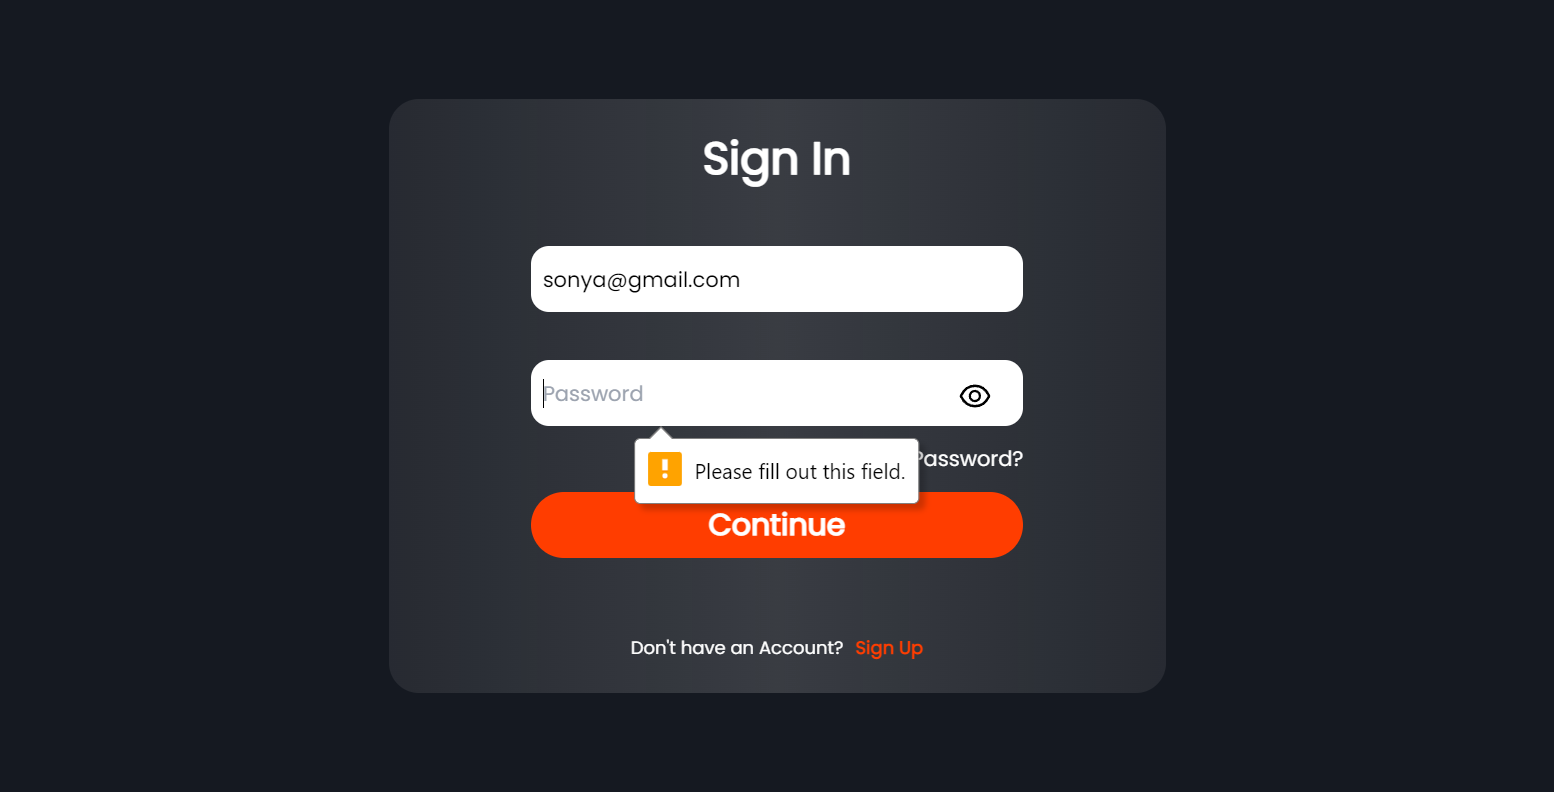 Sign In
sonya@gmail.com
Password
Password?
Please fill out this field.
Continue
Don't have an Account? Sign Up